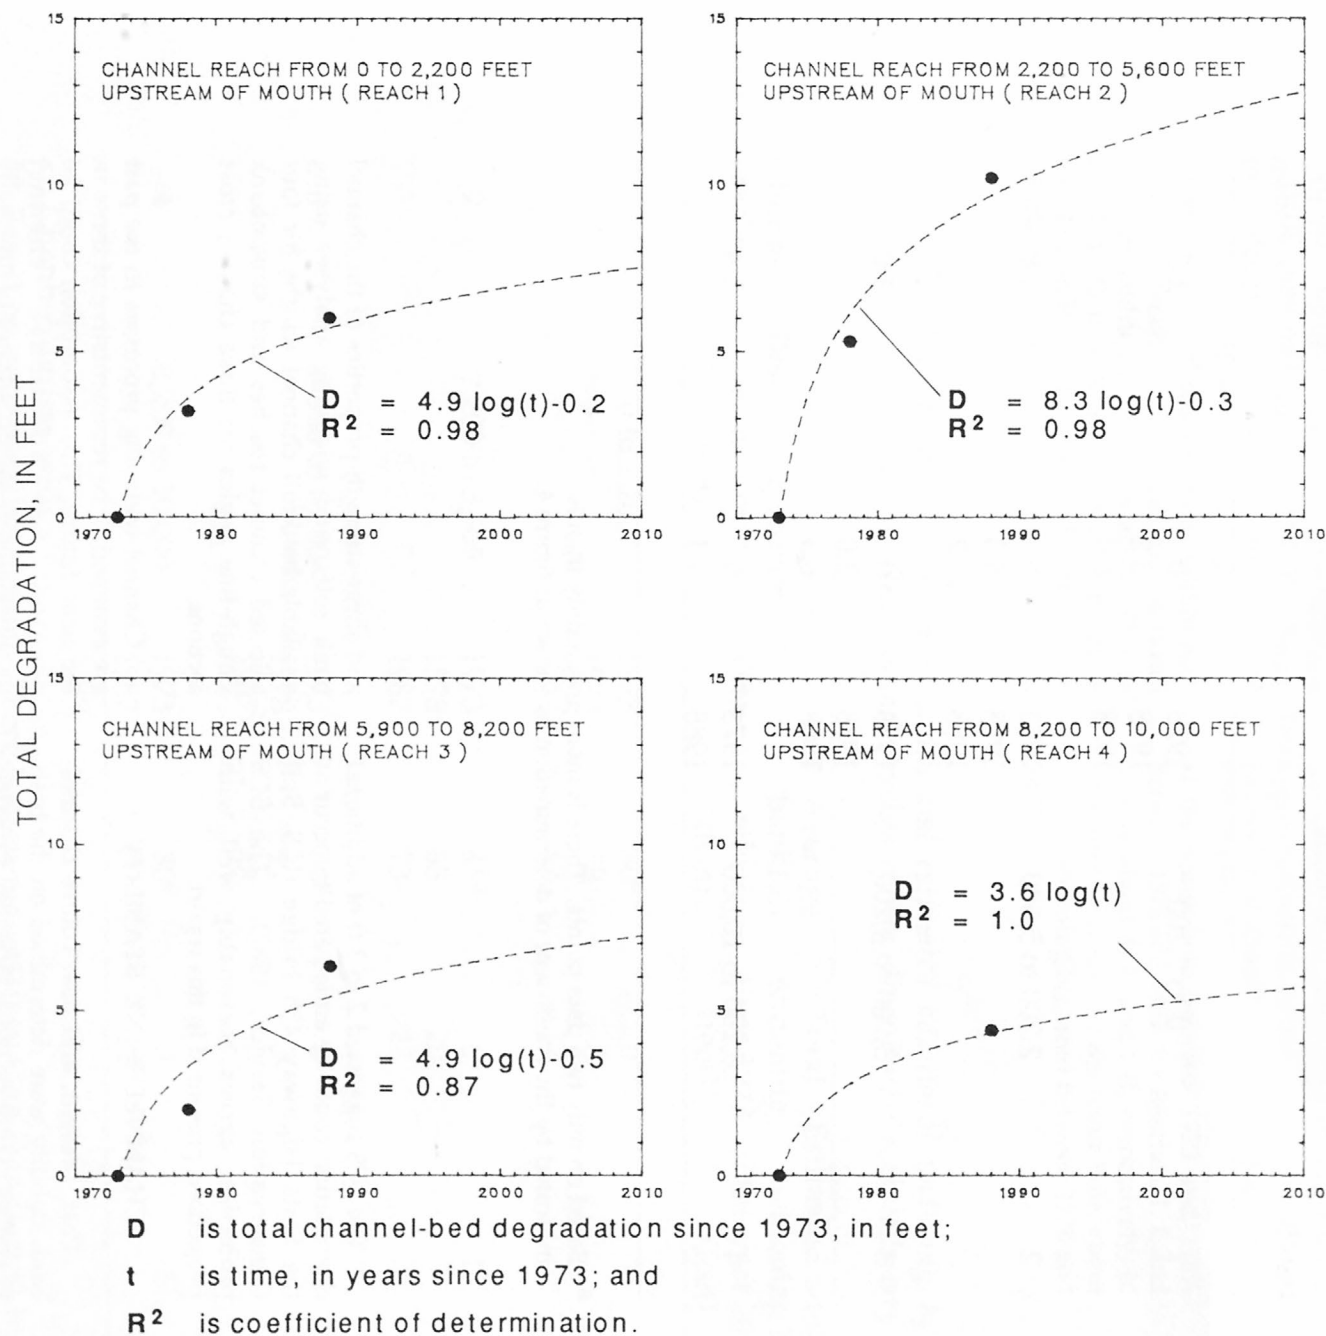 TOTAL DEGRADATION, IN FEET
15
10
5
0
1970 1980 1990 2000 2010
CHANNEL REACH FROM 0 TO 2,200 FEET
UPSTREAM OF MOUTH ( REACH 1 )
D = 4.9 log(t)-0.2
R² = 0.98
15
10
5
0
1970 1980 1990 2000 2010
CHANNEL REACH FROM 2,200 TO 5,600 FEET
UPSTREAM OF MOUTH ( REACH 2 )
D = 8.3 log(t)-0.3
R² = 0.98
15
10
5
0
1970 1980 1990 2000 2010
CHANNEL REACH FROM 5,900 TO 8,200 FEET
UPSTREAM OF MOUTH ( REACH 3 )
D = 4.9 log(t)-0.5
R² = 0.87
15
10
5
0
1970 1980 1990 2000 2010
CHANNEL REACH FROM 8,200 TO 10,000 FEET
UPSTREAM OF MOUTH ( REACH 4 )
D = 3.6 log(t)
R² = 1.0
D is total channel-bed degradation since 1973, in feet;
t is time, in years since 1973; and
R² is coefficient of determination.